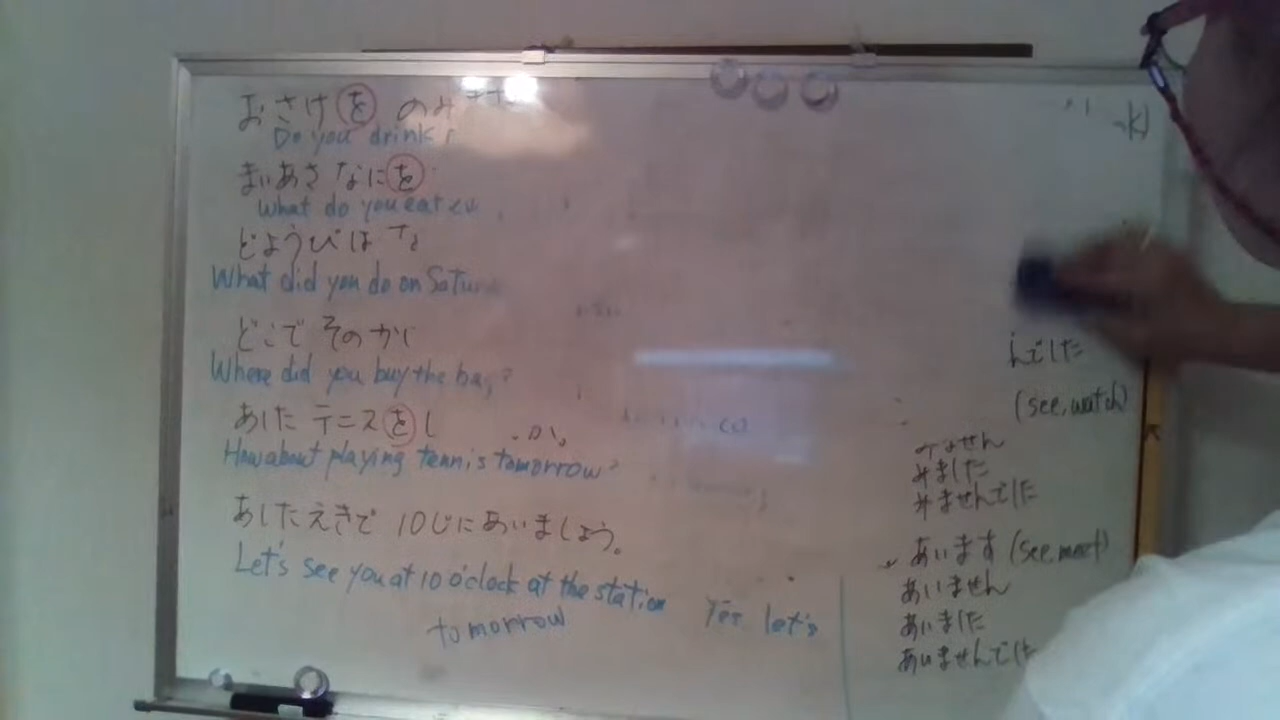 おさけを のみ
Do you drink
まいあさ なにを
What do you eat
どようびは
What did you do on Satur
どこで そのか
Where did you buy the bag?
あした テニスをし か。
How about playing tennis tomorrow?
あしたえきで 10じにあいましょう。
Let's see you at 10 o'clock at the station
tomorrow
Yes let's
んでした
(see, watch)
みません
みました
みませんでした
あいます (see, meet)
あいません
あいました
あいませんでした